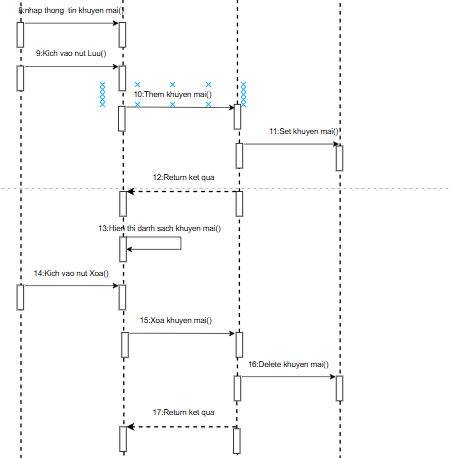 8:nhap thong tin khuyen mai()
9:Kich vao nut Luu()
10:Them khuyen mai()
11:Set khuyen mai()
12:Return ket qua
13:Hien thi danh sach khuyen mai()
14:Kich vao nut Xoa()
15:Xoa khuyen mai()
16:Delete khuyen mai()
17:Return ket qua